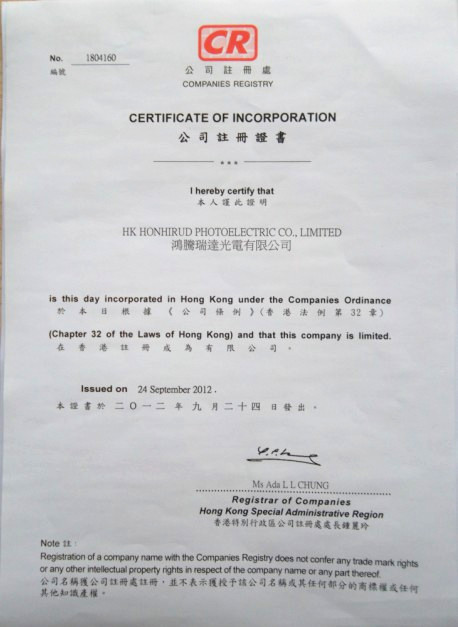 CR
No. 1804160
編號
公司註冊處
COMPANIES REGISTRY
CERTIFICATE OF INCORPORATION
公司註冊證書
***
I hereby certify that
本人謹此證明
HK HONHIRUD PHOTOELECTRIC CO., LIMITED
鴻騰瑞達光電有限公司
is this day incorporated in Hong Kong under the Companies Ordinance
於本日根據《公司條例》(香港法例第32章)
(Chapter 32 of the Laws of Hong Kong) and that this company is limited.
在香港註冊成為有限公司。
Issued on 24 September 2012.
本證書於二〇一二年九月二十四日發出。
Ms Ada L L CHUNG
Registrar of Companies
Hong Kong Special Administrative Region
香港特別行政區公司註冊處處長鍾麗玲
Note 註:
Registration of a company name with the Companies Registry does not confer any trade mark rights
or any other intellectual property rights in respect of the company name or any part thereof.
公司名稱獲公司註冊處註冊，並不表示獲授予該公司名稱或其任何部分的商標權或任何
其他知識產權。